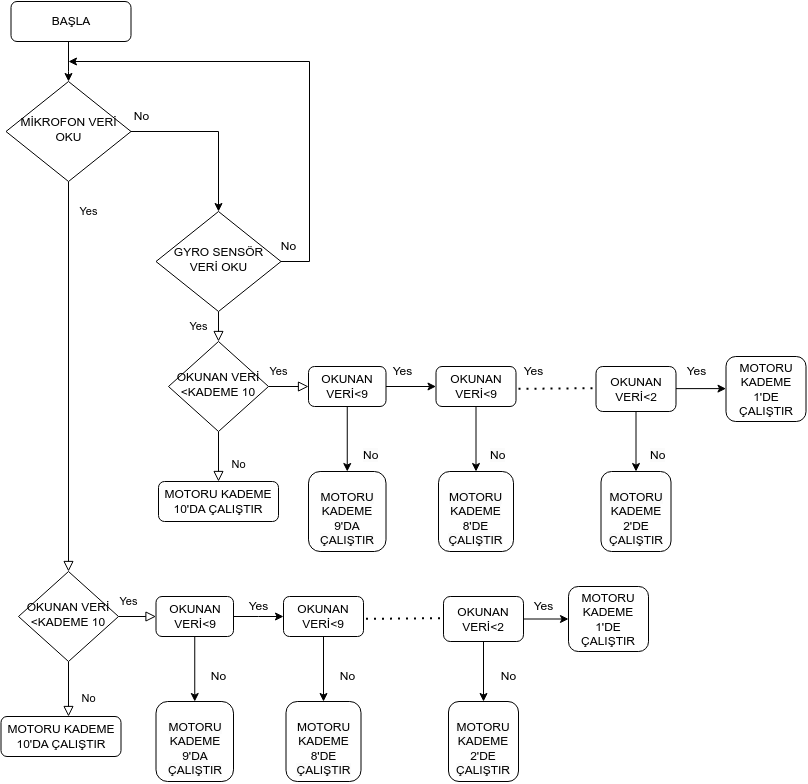 BAŞLA
MİKROFON VERİ
OKU
No
Yes
GYRO SENSÖR
VERİ OKU
No
Yes
OKUNAN VERİ
<KADEME 10
Yes
OKUNAN
VERİ<9
Yes
OKUNAN
VERİ<9
Yes
OKUNAN
VERİ<2
Yes
MOTORU
KADEME
1'DE
ÇALIŞTIR
No
MOTORU KADEME
10'DA ÇALIŞTIR
No
MOTORU
KADEME
9'DA
ÇALIŞTIR
No
MOTORU
KADEME
8'DE
ÇALIŞTIR
No
MOTORU
KADEME
2'DE
ÇALIŞTIR
OKUNAN VERİ
<KADEME 10
Yes
OKUNAN
VERİ<9
Yes
OKUNAN
VERİ<9
OKUNAN
VERİ<2
Yes
MOTORU
KADEME
1'DE
ÇALIŞTIR
No
MOTORU KADEME
10'DA ÇALIŞTIR
No
MOTORU
KADEME
9'DA
ÇALIŞTIR
No
MOTORU
KADEME
8'DE
ÇALIŞTIR
No
MOTORU
KADEME
2'DE
ÇALIŞTIR